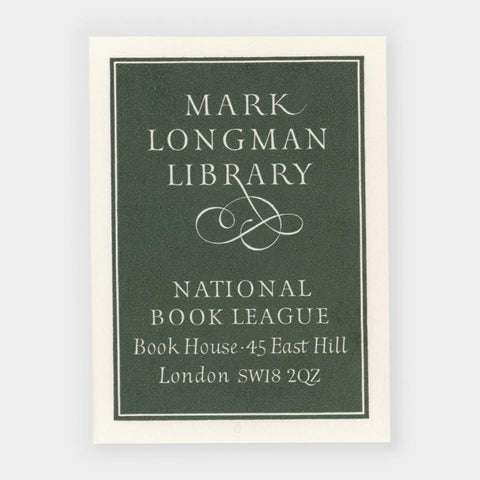 MARK
LONGMAN
LIBRARY
NATIONAL
BOOK LEAGUE
Book House · 45 East Hill
London SW18 2QZ